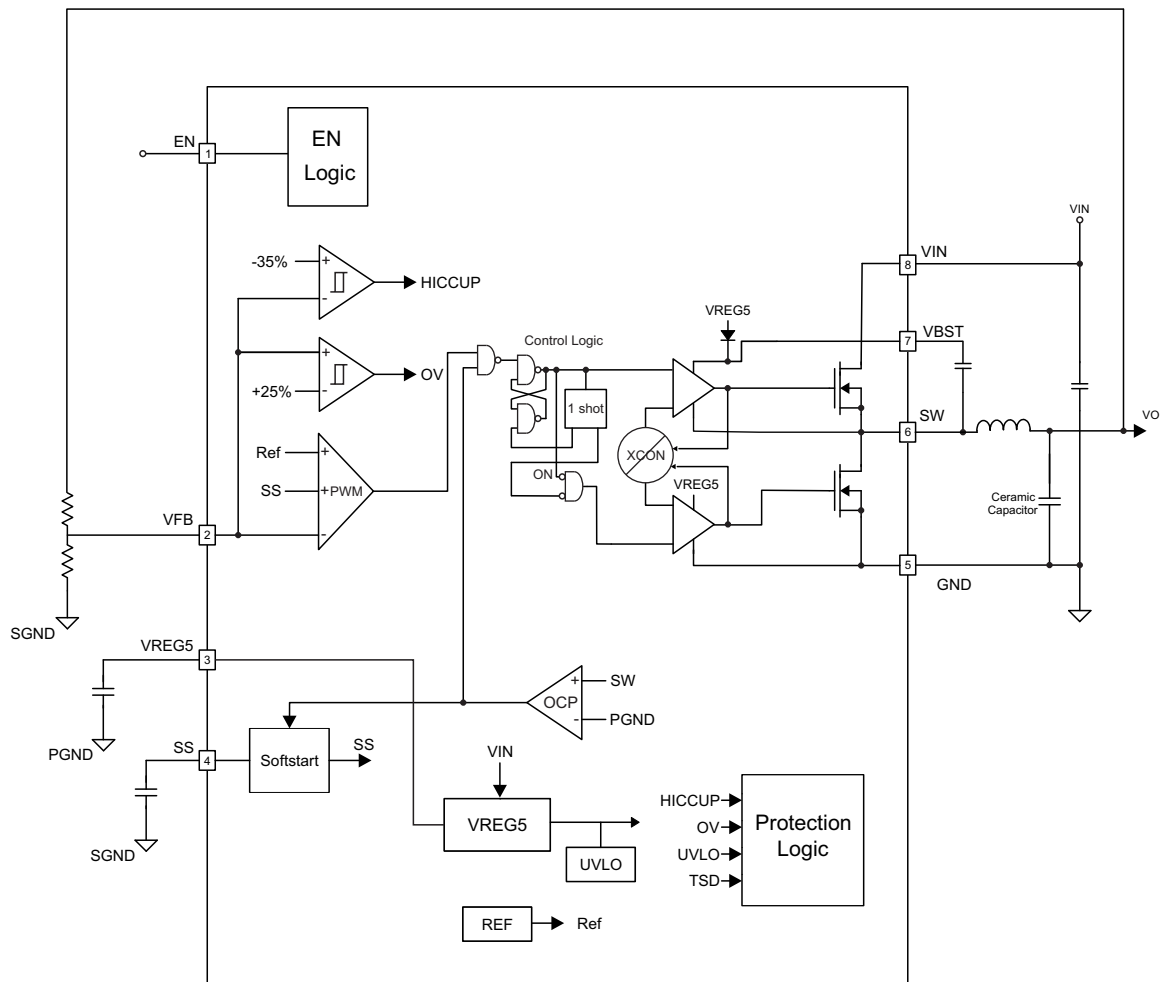 EN
1
EN
Logic
VIN
-35%
+
-
HICCUP
VIN
8
VREG5
VBST
7
Control Logic
+
-
OV
+25%
1 shot
SW
6
VO
Ref
+
SS
+
PWM
-
XCON
ON
VREG5
Ceramic
Capacitor
VFB
2
5
GND
SGND
VREG5
3
+
-
OCP
SW
PGND
PGND
SS
4
Softstart
SS
VIN
SGND
VREG5
UVLO
HICCUP
OV
UVLO
TSD
Protection
Logic
REF
Ref